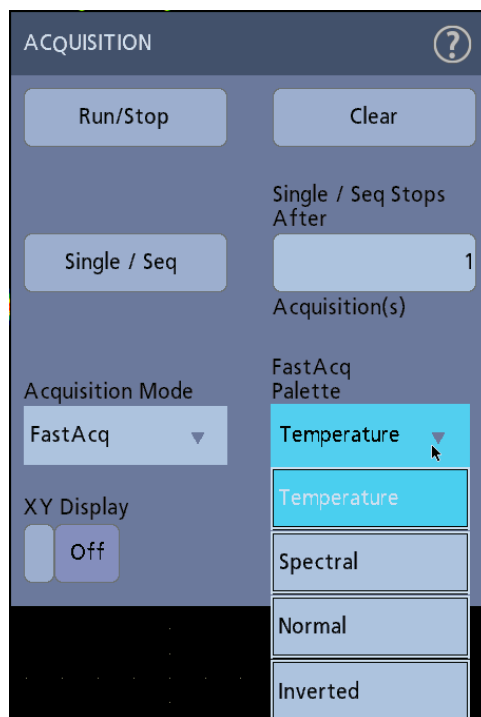 ACQUISITION
?
Run/Stop
Clear
Single / Seq Stops
After
Single / Seq
1
Acquisition(s)
FastAcq
Palette
Acquisition Mode
FastAcq
Temperature
Temperature
XY Display
Off
Spectral
Normal
Inverted